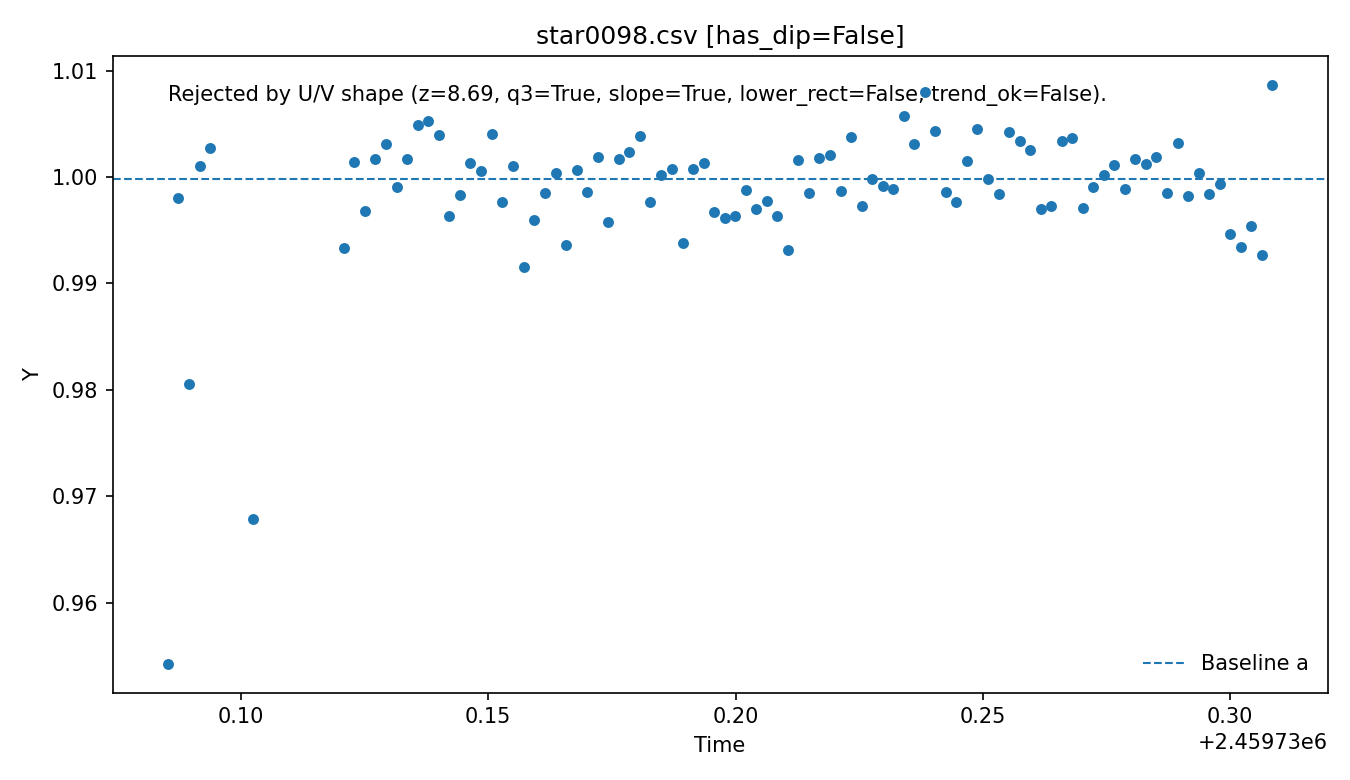 star0098.csv [has_dip=False]
Rejected by U/V shape (z=8.69, q3=True, slope=True, lower_rect=False, trend_ok=False).
1.01
1.00
0.99
0.98
0.97
0.96
Y
Baseline a
0.10 0.15 0.20 0.25 0.30
Time
+2.45973e6